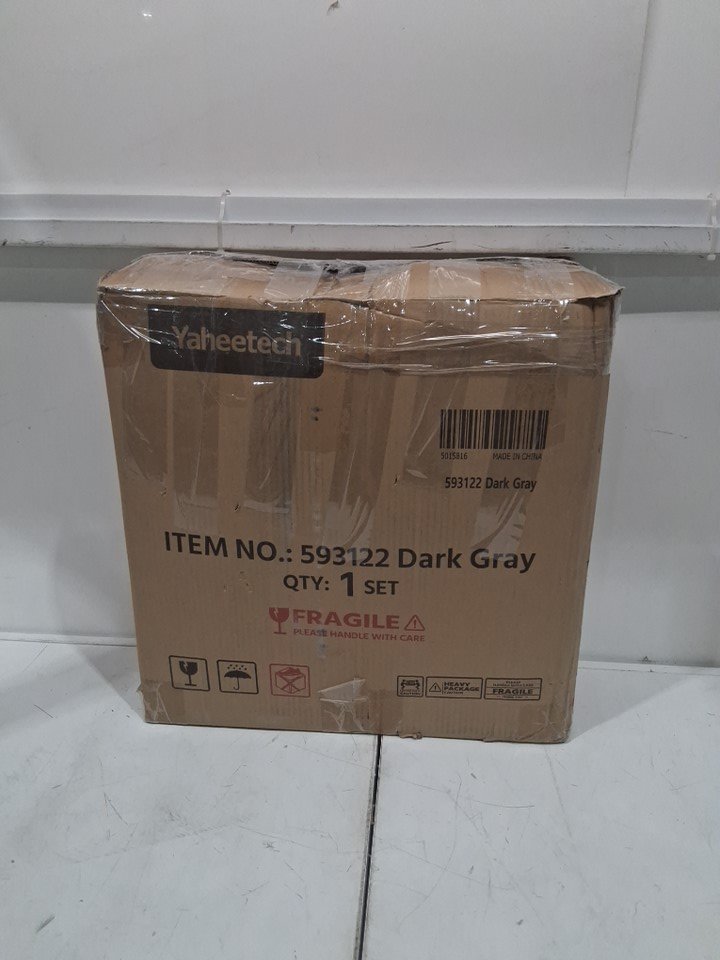 Yaheetech
5015816 MADE IN CHINA
593122 Dark Gray
ITEM NO.: 593122 Dark Gray
QTY: 1 SET
FRAGILE
PLEASE HANDLE WITH CARE
HEAVY
PACKAGE
FRAGILE